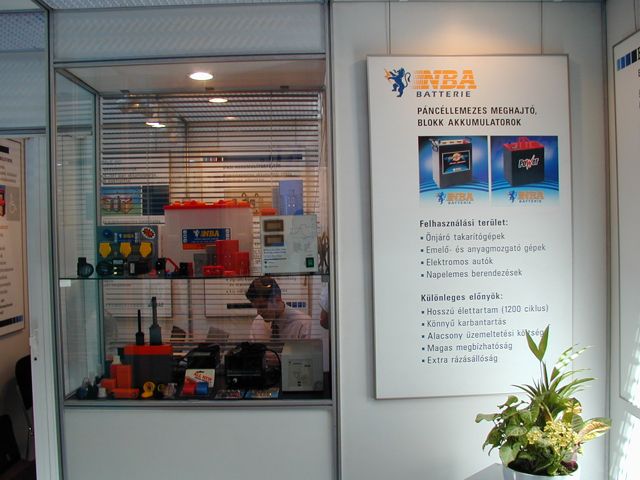 NBA
BATTERIE
PÁNCÉLLEMEZES MEGHAJTÓ,
BLOKK AKKUMULATOROK
NBA
BATTERIE
NBA
BATTERIE
Felhasználási terület:
▪ Önjáró takarítógépek
▪ Emelő- és anyagmozgató gépek
▪ Elektromos autók
▪ Napelemes berendezések
Különleges előnyök:
▪ Hosszú élettartam (1200 ciklus)
▪ Könnyű karbantartás
▪ Alacsony üzemeltetési költség
▪ Magas megbízhatóság
▪ Extra rázásállóság
NBA